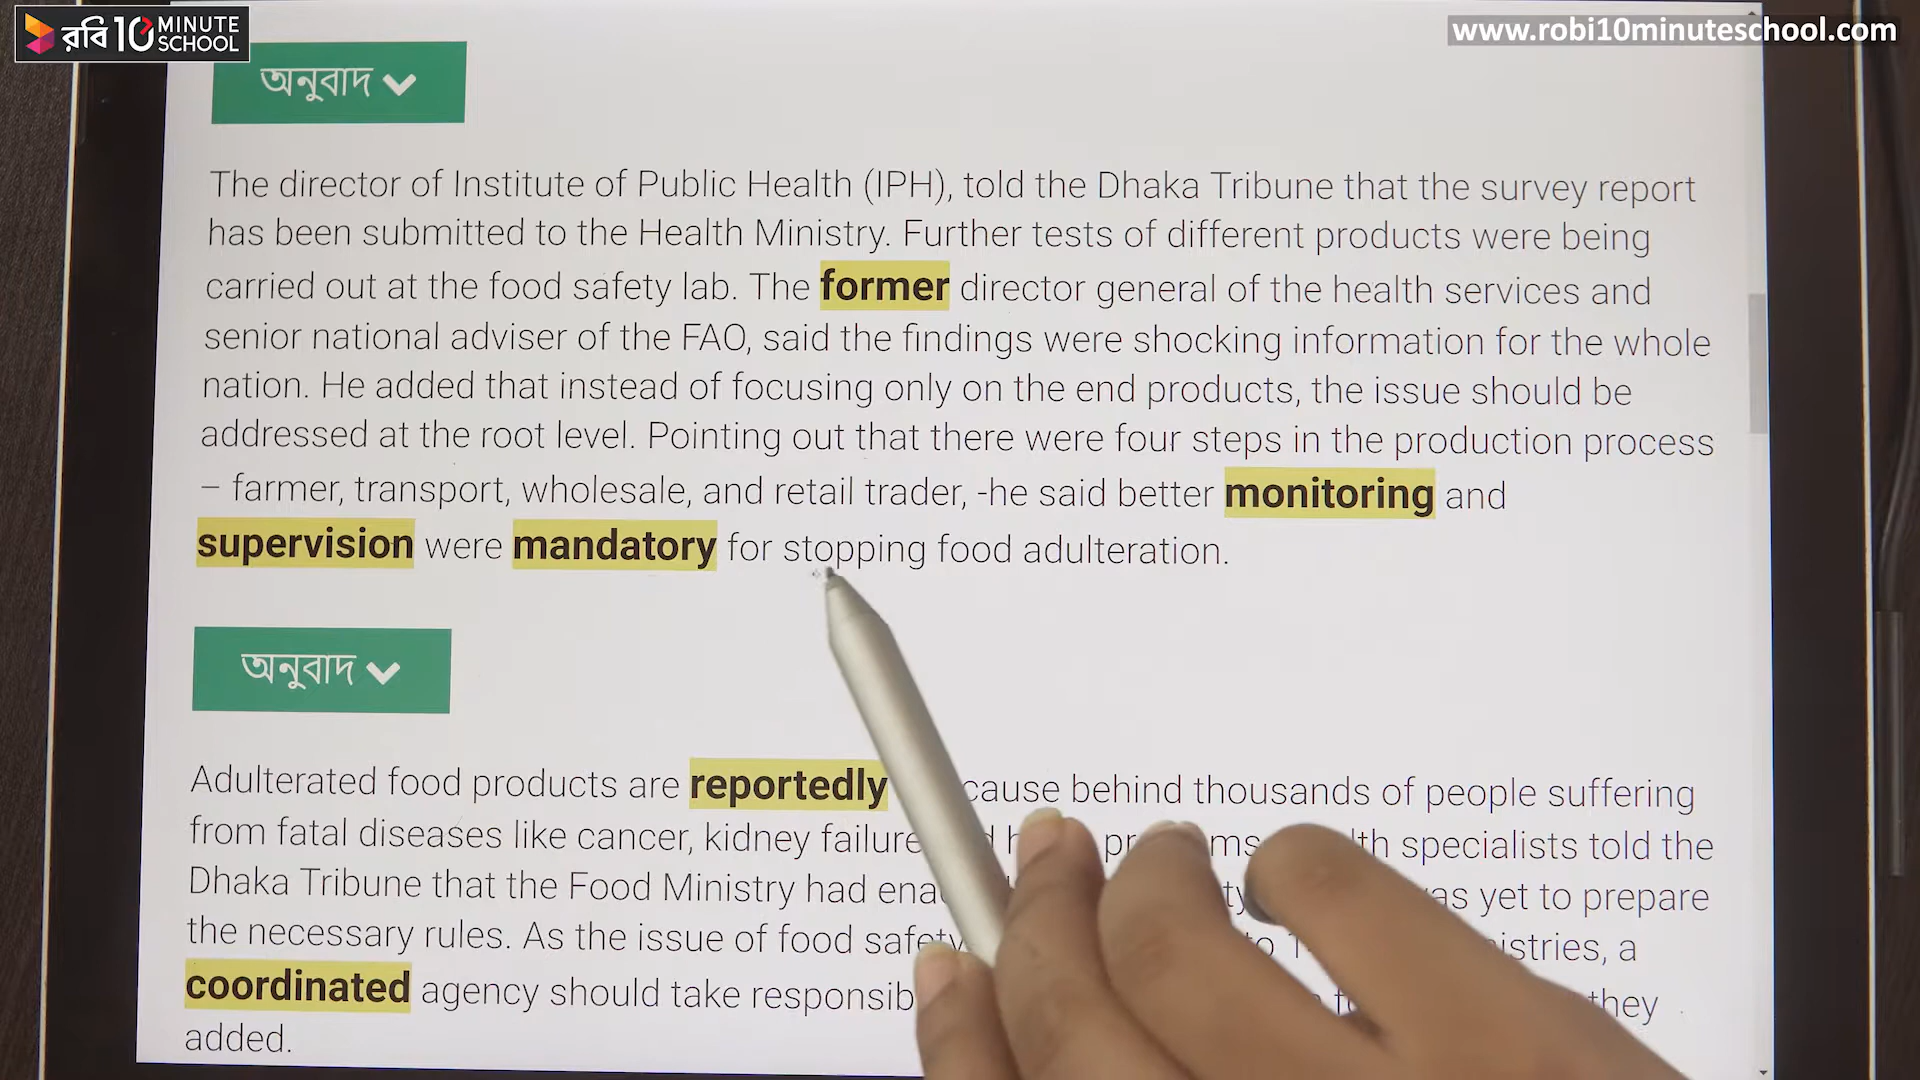 রবি 10 MINUTE SCHOOL
www.robi10minuteschool.com
অনুবাদ
The director of Institute of Public Health (IPH), told the Dhaka Tribune that the survey report
has been submitted to the Health Ministry. Further tests of different products were being
carried out at the food safety lab. The former director general of the health services and
senior national adviser of the FAO, said the findings were shocking information for the whole
nation. He added that instead of focusing only on the end products, the issue should be
addressed at the root level. Pointing out that there were four steps in the production process
– farmer, transport, wholesale, and retail trader, -he said better monitoring and
supervision were mandatory for stopping food adulteration.
অনুবাদ
Adulterated food products are reportedly cause behind thousands of people suffering
from fatal diseases like cancer, kidney failure specialists told the
Dhaka Tribune that the Food Ministry had as yet to prepare
the necessary rules. As the issue of food safety to a
coordinated agency should take they
added.